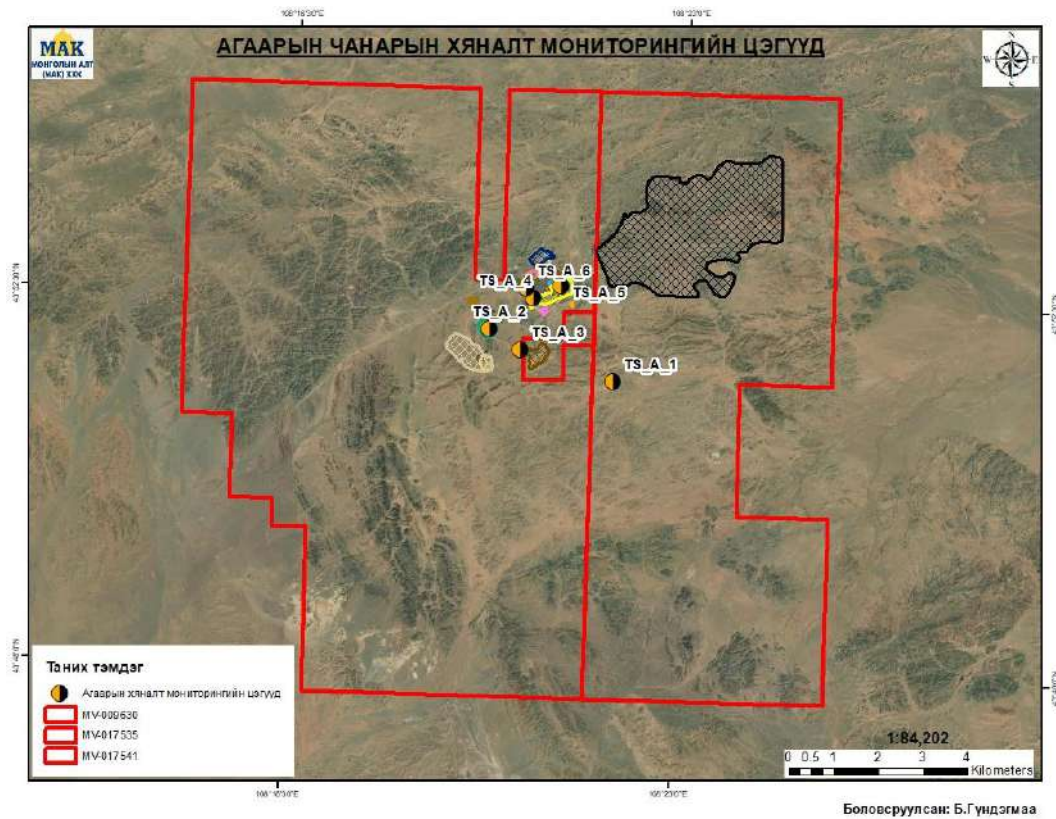 МАК
МОНГОЛЫН АЛТ
(МАК) ХХК
АГААРЫН ЧАНАРЫН ХЯНАЛТ МОНИТОРИНГИЙН ЦЭГҮҮД
N
W
E
S
TS_A_4
TS_A_6
TS_A_5
TS_A_2
TS_A_3
TS_A_1
Таних тэмдэг
Агаарын хяналт мониторингийн цэгүүд
MV-009630
MV-017535
MV-017541
1:84,202
0 0.5 1 2 3 4
Kilometers
Боловсруулсан: Б.Гүндэгмаа